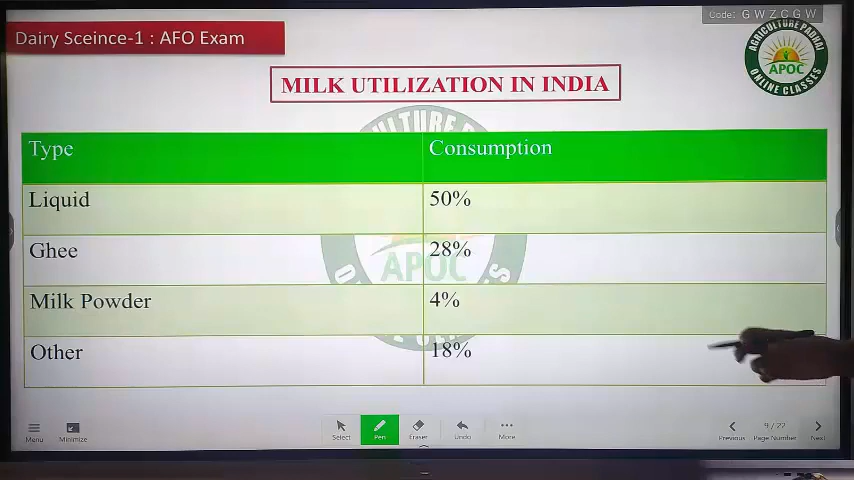 Code: G W Z C G W
Dairy Sceince-1 : AFO Exam
AGRICULTURE PADHAI
APOC
ONLINE CLASSES
MILK UTILIZATION IN INDIA
Type Consumption
Liquid 50%
Ghee 28%
Milk Powder 4%
Other 18%
APOC
Menu Minimize Select Pen Eraser Undo More Previous 9 / 22 Page Number Next